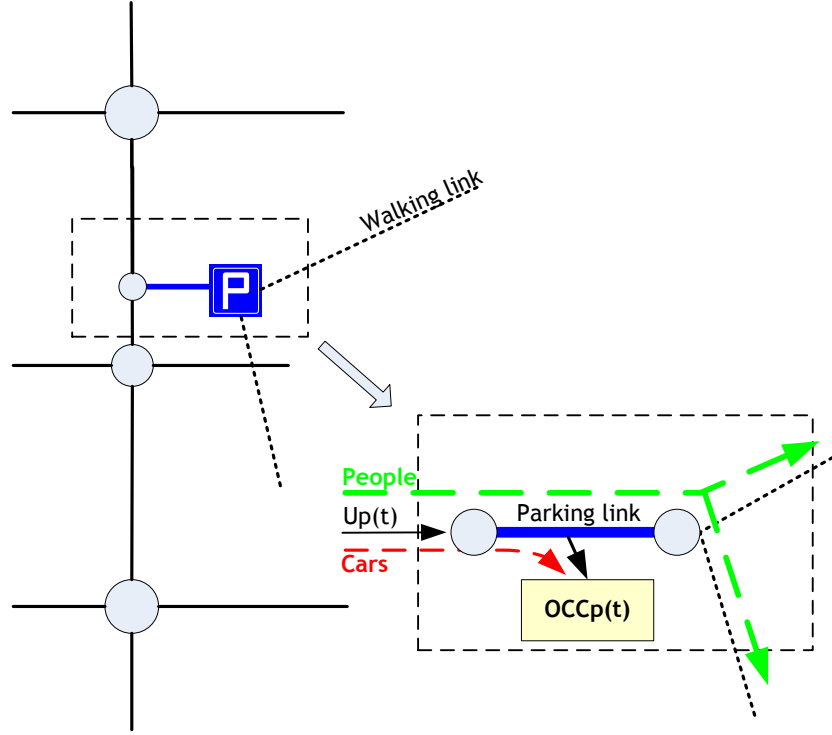 Walking link
P
People
Up(t)
Parking link
Cars
OCCp(t)